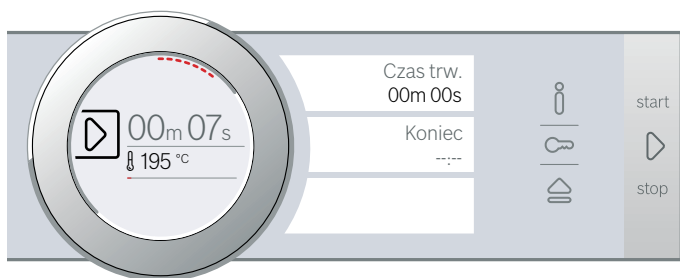 00m 07s
195 °C
Czas trw.
00m 00s
Koniec
--:--
start
stop